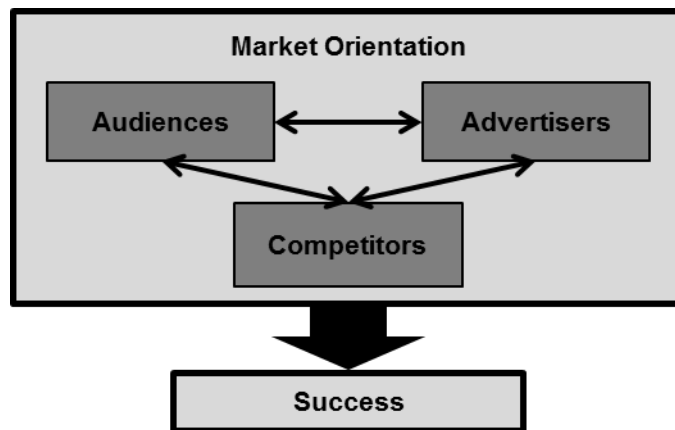 Market Orientation
Audiences
Advertisers
Competitors
Success